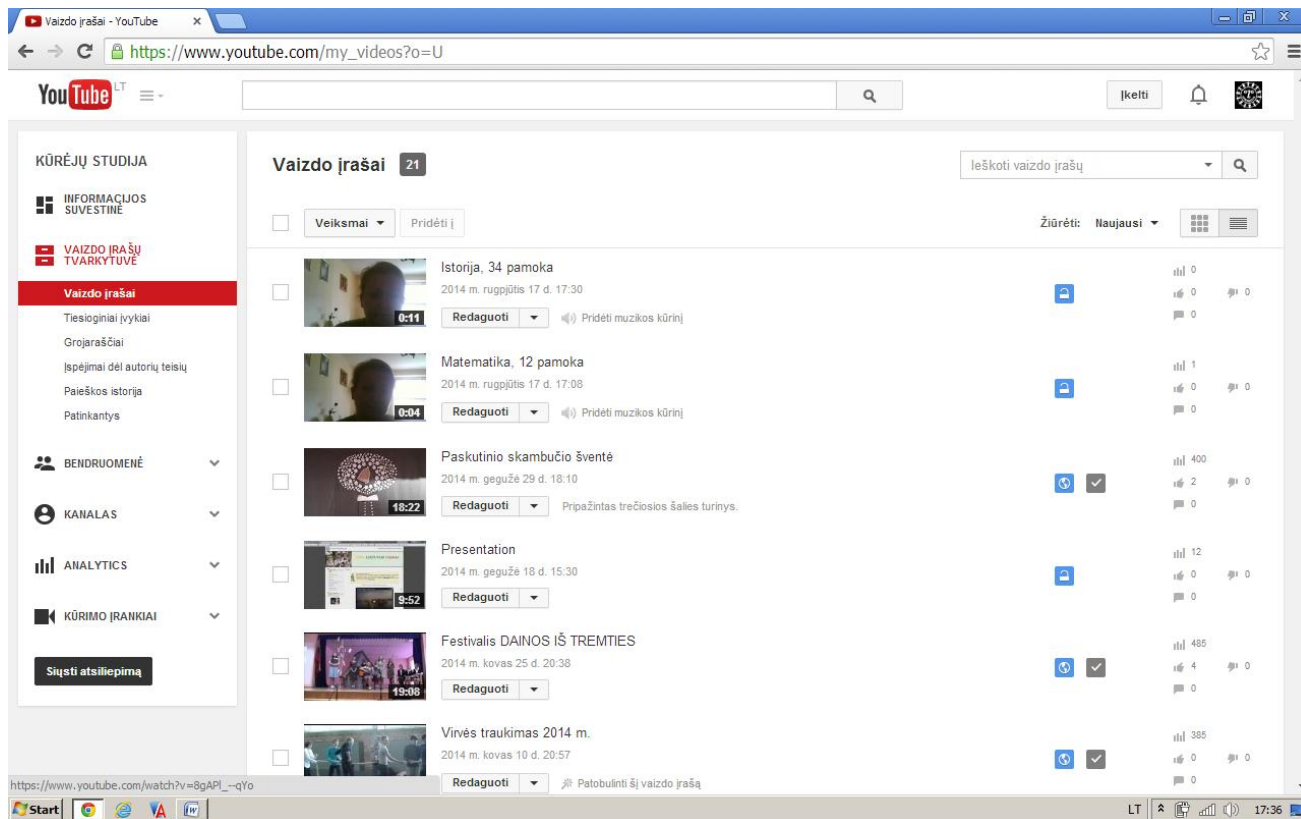 Vaizdo įrašai - YouTube
https://www.youtube.com/my_videos?o=U
YouTube LT
Įkelti
KŪRĖJŲ STUDIJA
INFORMACIJOS
SUVESTINĖ
VAIZDO ĮRAŠŲ
TVARKYTUVĖ
Vaizdo įrašai
Tiesioginiai įvykiai
Grojaraščiai
Įspėjimai dėl autorių teisių
Paieškos istorija
Patinkantys
BENDRUOMENĖ
KANALAS
ANALYTICS
KŪRIMO ĮRANKIAI
Siųsti atsiliepimą
Vaizdo įrašai 21
Ieškoti vaizdo įrašų
Veiksmai
Pridėti į
Žiūrėti: Naujausi
Istorija, 34 pamoka
2014 m. rugpjūtis 17 d. 17:30
0:11
Redaguoti
Pridėti muzikos kūrinį
0
0 0
0
Matematika, 12 pamoka
2014 m. rugpjūtis 17 d. 17:08
0:04
Redaguoti
Pridėti muzikos kūrinį
1
0 0
0
Paskutinio skambučio šventė
2014 m. gegužė 29 d. 18:10
18:22
Redaguoti
Pripažintas trečiosios šalies turinys.
400
2 0
0
Presentation
2014 m. gegužė 18 d. 15:30
9:52
Redaguoti
12
0 0
0
Festivalis DAINOS IŠ TREMTIES
2014 m. kovas 25 d. 20:38
19:08
Redaguoti
485
4 0
0
Virvės traukimas 2014 m.
2014 m. kovas 10 d. 20:57
Redaguoti
Patobulinti šį vaizdo įrašą
385
0 0
0
https://www.youtube.com/watch?v=8gAPl_--qYo
Start
LT
17:36